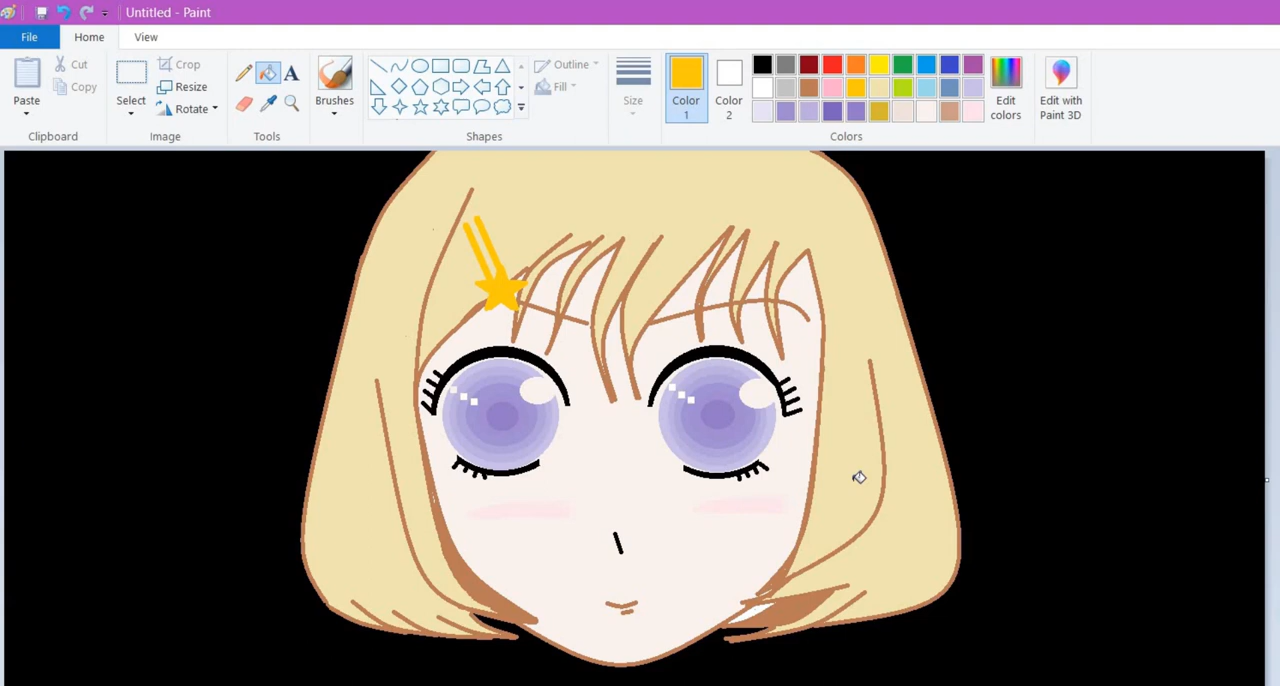 Untitled - Paint
File Home View
Paste
Cut
Copy
Clipboard
Select
Crop
Resize
Rotate
Image
A
Tools
Brushes
Outline
Fill
Shapes
Size
Color
1
Color
2
Edit
colors
Colors
Edit with
Paint 3D